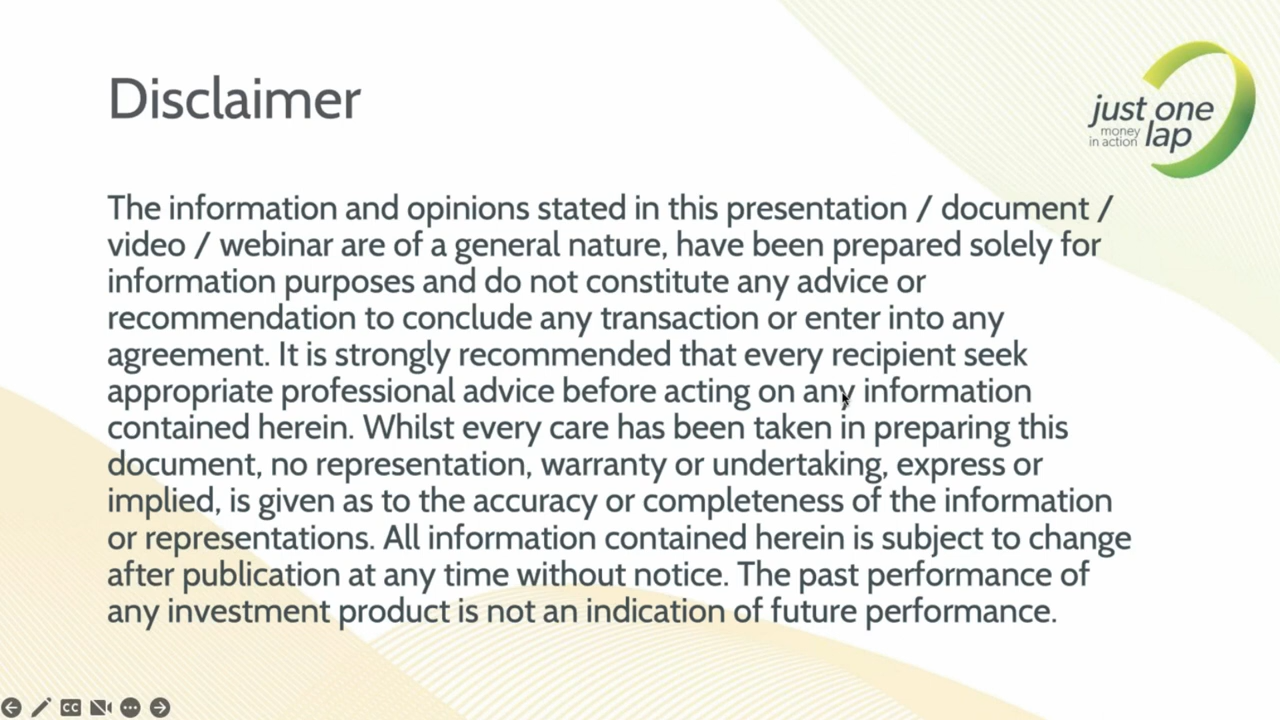 Disclaimer
just one
money
in action
lap
The information and opinions stated in this presentation / document /
video / webinar are of a general nature, have been prepared solely for
information purposes and do not constitute any advice or
recommendation to conclude any transaction or enter into any
agreement. It is strongly recommended that every recipient seek
appropriate professional advice before acting on any information
contained herein. Whilst every care has been taken in preparing this
document, no representation, warranty or undertaking, express or
implied, is given as to the accuracy or completeness of the information
or representations. All information contained herein is subject to change
after publication at any time without notice. The past performance of
any investment product is not an indication of future performance.
CC